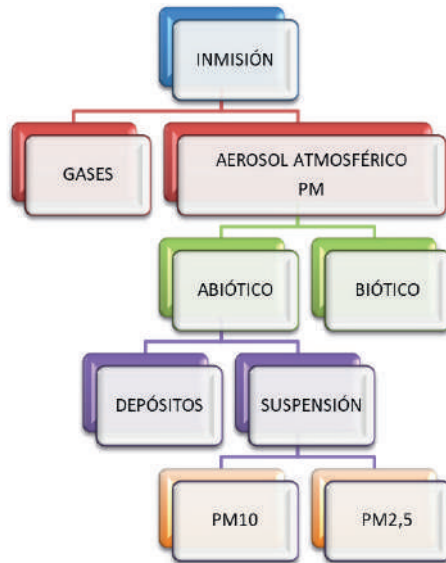 INMISIÓN
GASES
AEROSOL ATMOSFÉRICO
PM
ABIÓTICO
BIÓTICO
DEPÓSITOS
SUSPENSIÓN
PM10
PM2,5